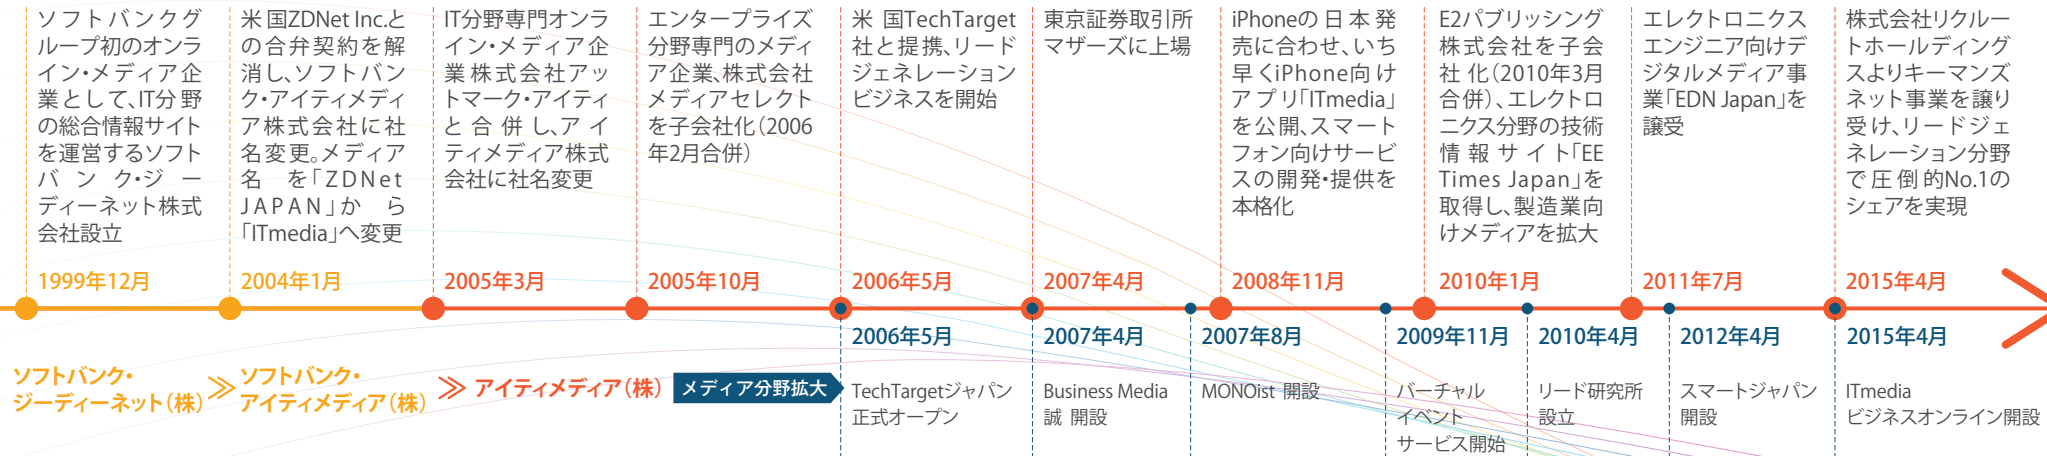 ソフトバンクグ
ループ初のオンラ
イン・メディア企
業として、IT分野
の総合情報サイト
を運営するソフト
バンク・ジー
ディーネット株式
会社設立
1999年12月
米国ZDNet Inc.と
の合弁契約を解
消し、ソフトバン
ク・アイティメディ
ア株式会社に社
名変更。メディア
名を「ZDNet
JAPAN」から
「ITmedia」へ変更
2004年1月
IT分野専門オンラ
イン・メディア企
業株式会社アッ
トマーク・アイティ
と合併し、アイ
ティメディア株式
会社に社名変更
2005年3月
エンタープライズ
分野専門のメディ
ア企業、株式会社
メディアセレクト
を子会社化（2006
年2月合併）
2005年10月
米国TechTarget
社と提携、リード
ジェネレーション
ビジネスを開始
2006年5月
東京証券取引所
マザーズに上場
2007年4月
iPhoneの日本発
売に合わせ、いち
早くiPhone向け
アプリ「ITmedia」
を公開、スマート
フォン向けサービ
スの開発・提供を
本格化
2008年11月
E2パブリッシング
株式会社を子会
社化（2010年3月
合併）、エレクトロ
ニクス分野の技術
情報サイト「EE
Times Japan」を
取得し、製造業向
けメディアを拡大
2010年1月
エレクトロニクス
エンジニア向けデ
ジタルメディア事
業「EDN Japan」を
譲受
2011年7月
株式会社リクルー
トホールディング
スよりキーマンズ
ネット事業を譲り
受け、リードジェ
ネレーション分野
で圧倒的No.1の
シェアを実現
2015年4月
ソフトバンク・
ジーディーネット（株）
≫
ソフトバンク・
アイティメディア（株）
≫ アイティメディア（株）
メディア分野拡大
2006年5月
TechTargetジャパン
正式オープン
2007年4月
Business Media
誠 開設
2007年8月
MONOist 開設
2009年11月
バーチャル
イベント
サービス開始
2010年4月
リード研究所
設立
2012年4月
スマートジャパン
開設
2015年4月
ITmedia
ビジネスオンライン開設